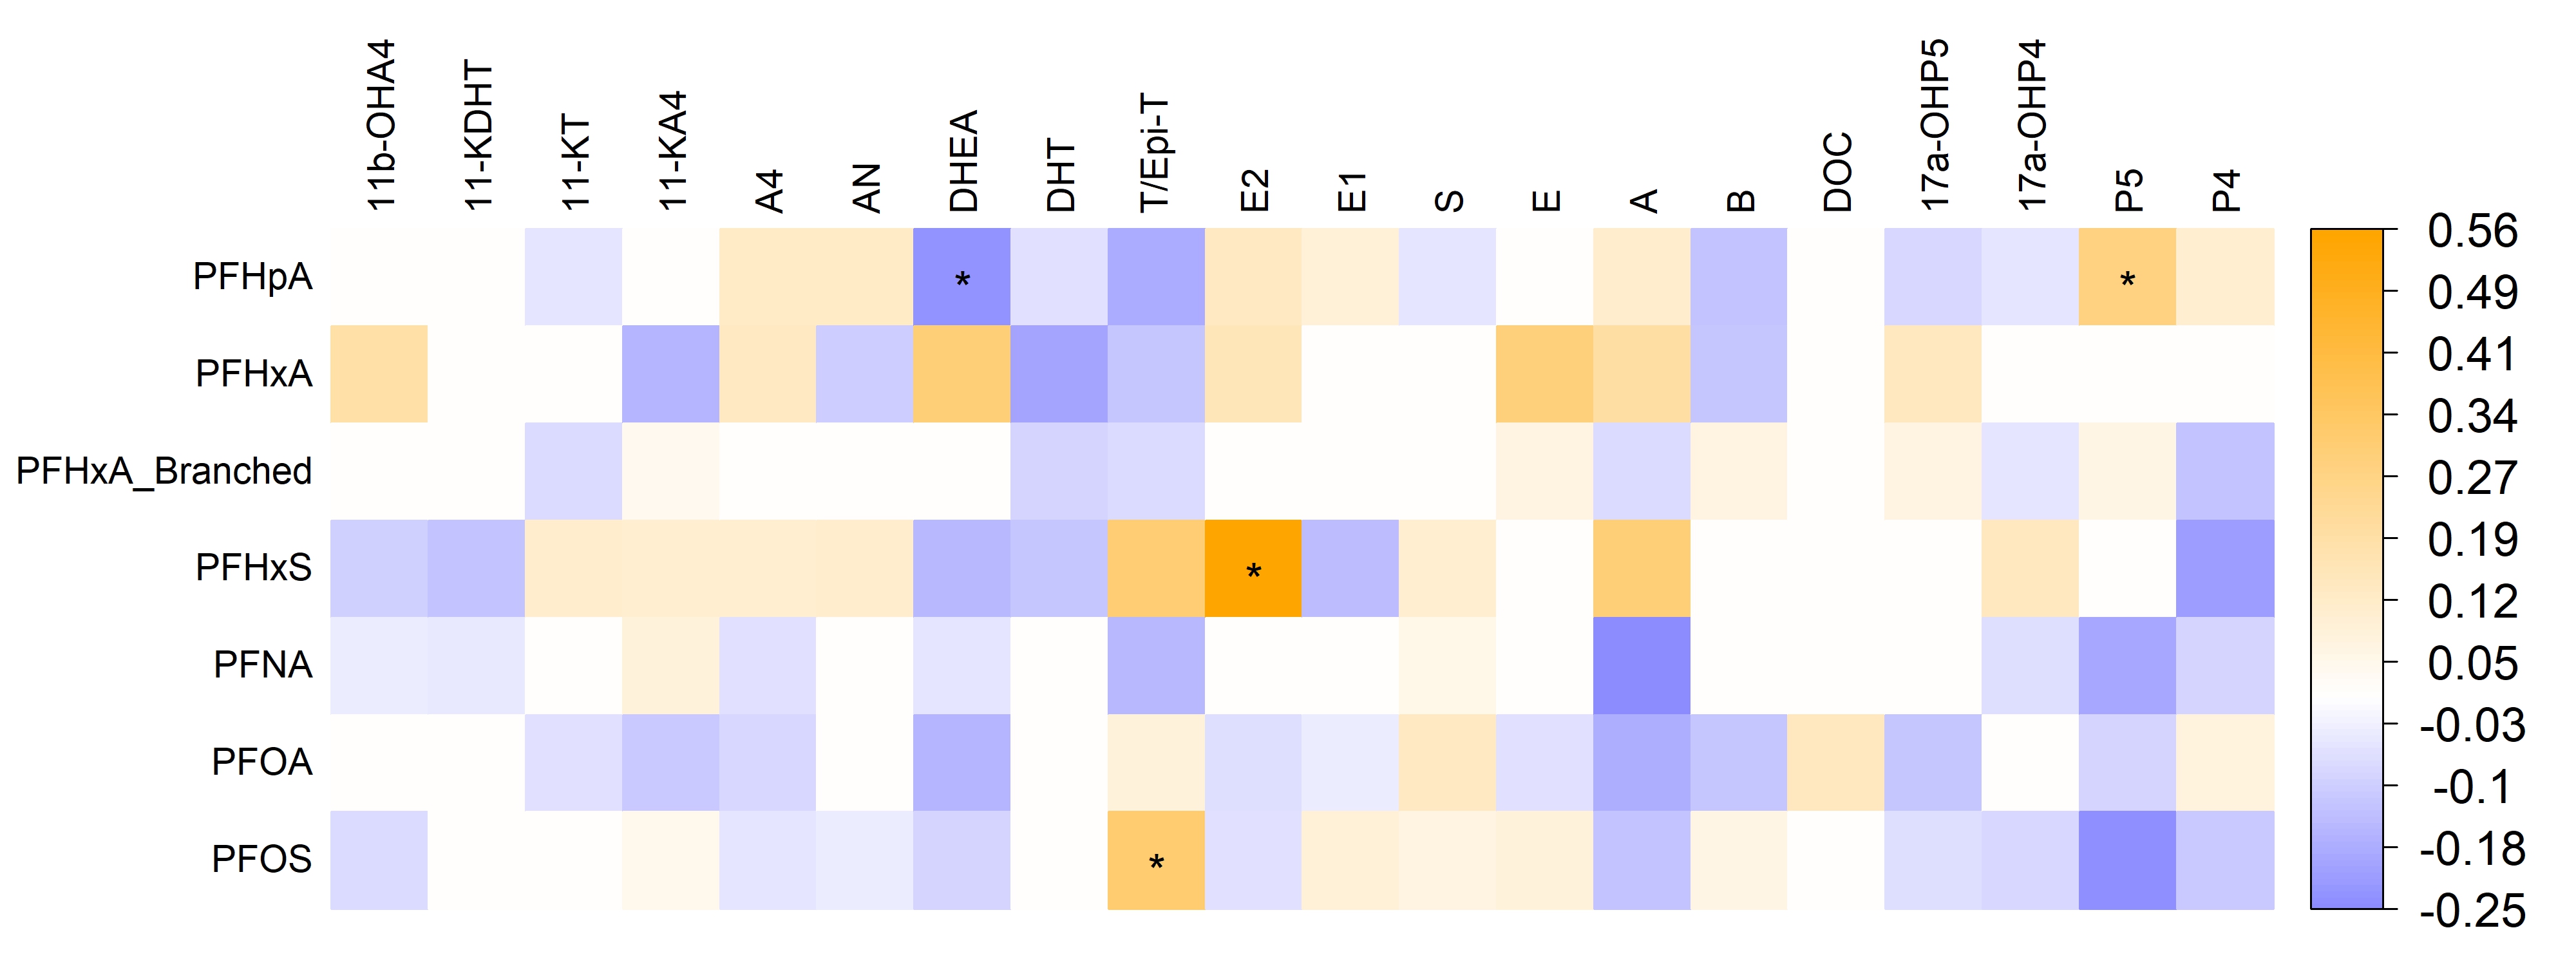 11b-OHA4
11-KDHT
11-KT
11-KA4
A4
AN
DHEA
DHT
T/Epi-T
E2
E1
S
E
A
B
DOC
17a-OHP5
17a-OHP4
P5
P4
PFHpA
*
*
PFHxA
PFHxA_Branched
PFHxS
*
PFNA
PFOA
PFOS
*
0.56
0.49
0.41
0.34
0.27
0.19
0.12
0.05
-0.03
-0.1
-0.18
-0.25